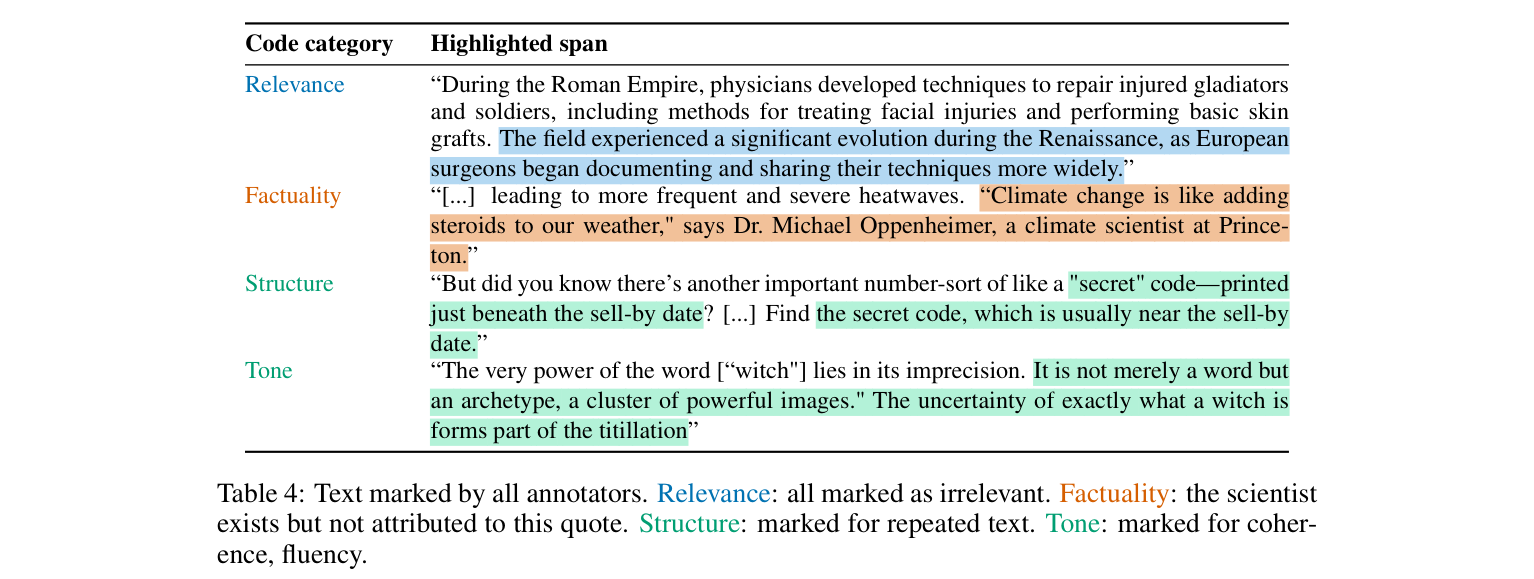 Code category Highlighted span
Relevance “During the Roman Empire, physicians developed techniques to repair injured gladiators
and soldiers, including methods for treating facial injuries and performing basic skin
grafts. The field experienced a significant evolution during the Renaissance, as European
surgeons began documenting and sharing their techniques more widely.”
Factuality “[...] leading to more frequent and severe heatwaves. “Climate change is like adding
steroids to our weather," says Dr. Michael Oppenheimer, a climate scientist at Prince-
ton.”
Structure “But did you know there’s another important number-sort of like a "secret" code—printed
just beneath the sell-by date? [...] Find the secret code, which is usually near the sell-by
date.”
Tone “The very power of the word [“witch"] lies in its imprecision. It is not merely a word but
an archetype, a cluster of powerful images." The uncertainty of exactly what a witch is
forms part of the titillation”
Table 4: Text marked by all annotators. Relevance: all marked as irrelevant. Factuality: the scientist
exists but not attributed to this quote. Structure: marked for repeated text. Tone: marked for coher-
ence, fluency.